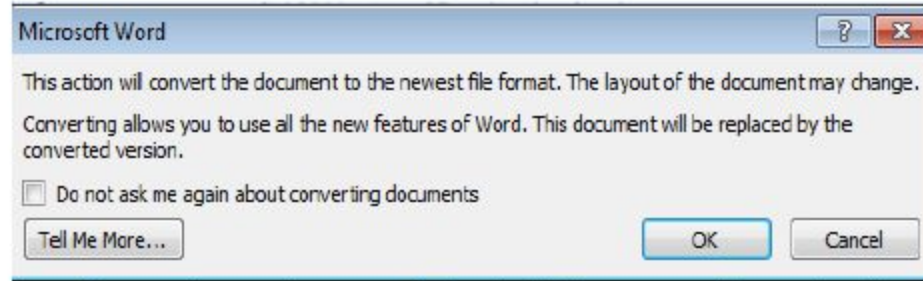 Microsoft Word
This action will convert the document to the newest file format. The layout of the document may change.
Converting allows you to use all the new features of Word. This document will be replaced by the
converted version.
Do not ask me again about converting documents
Tell Me More...
OK
Cancel